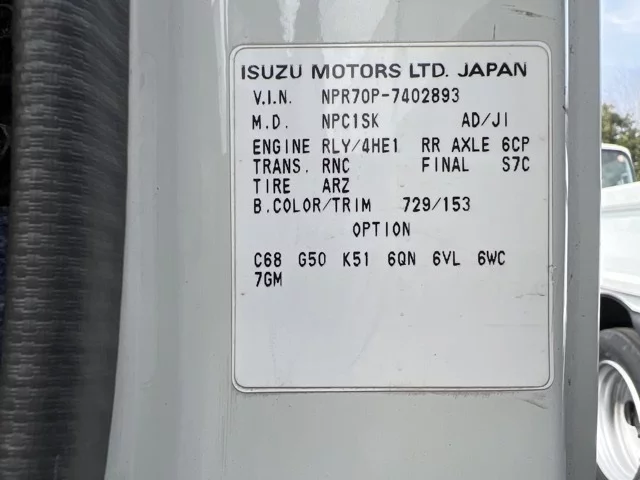 ISUZU MOTORS LTD. JAPAN
V.I.N. NPR70P-7402893
M.D. NPC1SK AD/JI
ENGINE RLY/4HE1 RR AXLE 6CP
TRANS. RNC FINAL S7C
TIRE ARZ
B.COLOR/TRIM 729/153
OPTION
C68 G50 K51 6QN 6VL 6WC
7GM